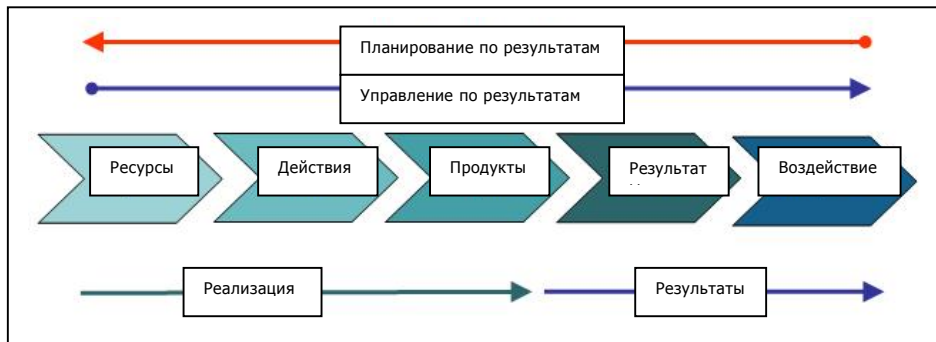 Планирование по результатам
Управление по результатам
Ресурсы
Действия
Продукты
Результат
Воздействие
Реализация
Результаты